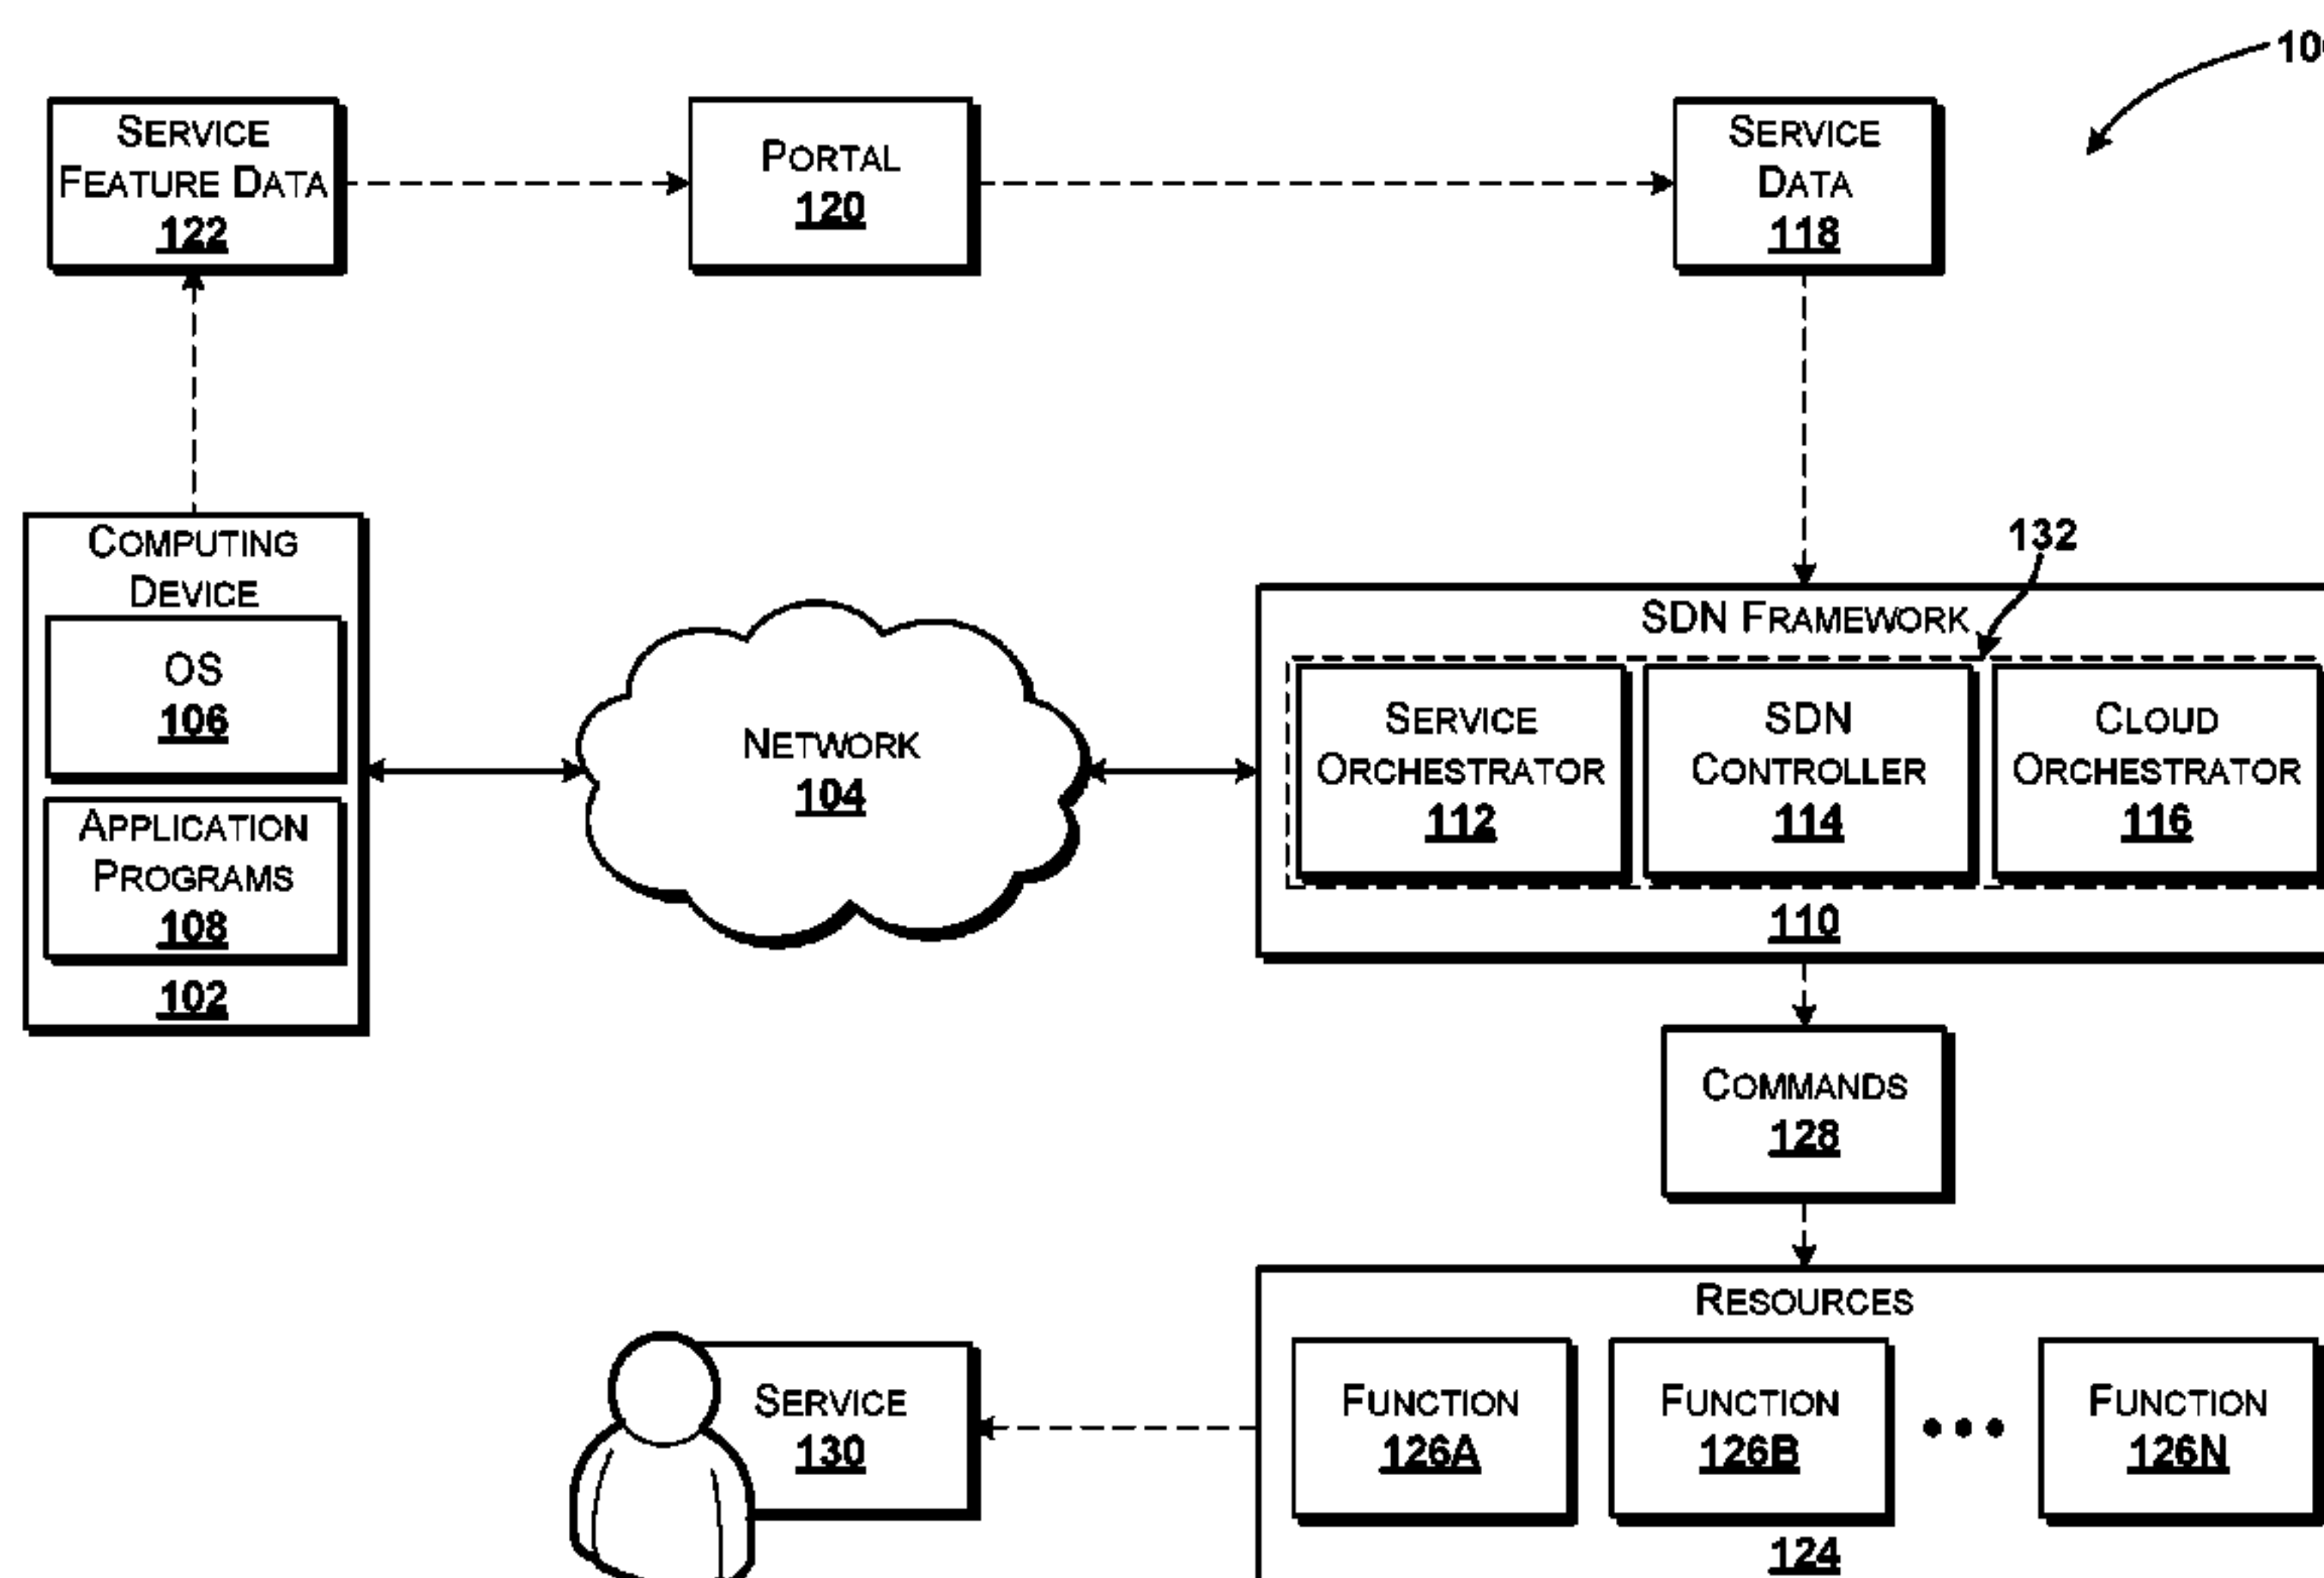 SERVICE
FEATURE DATA
122
PORTAL
120
SERVICE
DATA
118
COMPUTING
DEVICE
OS
106
APPLICATION
PROGRAMS
108
102
NETWORK
104
132
SDN FRAMEWORK
SERVICE
ORCHESTRATOR
112
SDN
CONTROLLER
114
CLOUD
ORCHESTRATOR
116
110
COMMANDS
128
RESOURCES
FUNCTION
126A
FUNCTION
126B
•••
FUNCTION
126N
124
SERVICE
130